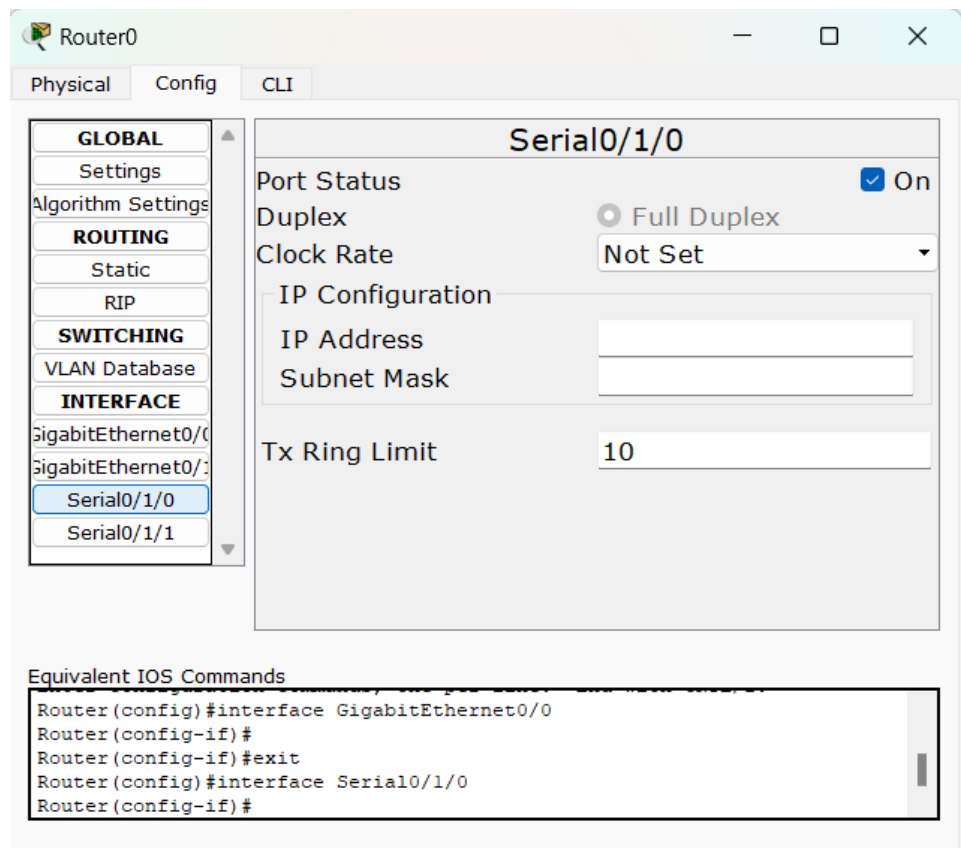 Router0
Physical Config CLI
GLOBAL
Settings
Algorithm Settings
ROUTING
Static
RIP
SWITCHING
VLAN Database
INTERFACE
GigabitEthernet0/0
GigabitEthernet0/1
Serial0/1/0
Serial0/1/1
Serial0/1/0
Port Status On
Duplex Full Duplex
Clock Rate Not Set
IP Configuration
IP Address
Subnet Mask
Tx Ring Limit 10
Equivalent IOS Commands
Router(config)#interface GigabitEthernet0/0
Router(config-if)#
Router(config-if)#exit
Router(config)#interface Serial0/1/0
Router(config-if)#